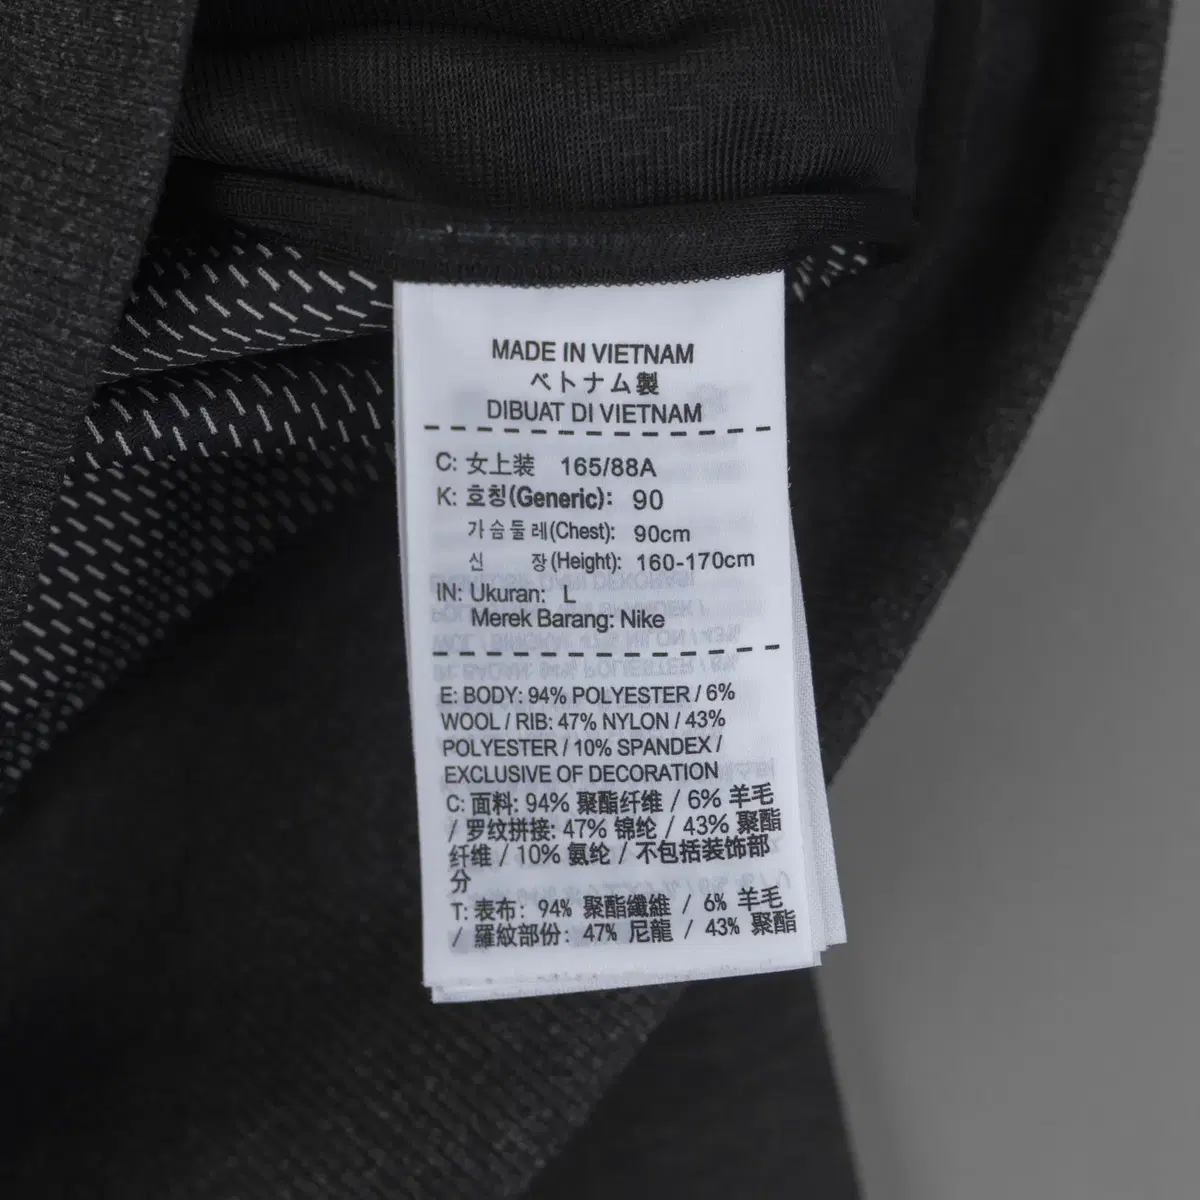 MADE IN VIETNAM
ベトナム製
DIBUAT DI VIETNAM
C: 女上装 165/88A
K: 호칭(Generic): 90
가슴둘레(Chest): 90cm
신 장(Height): 160-170cm
IN: Ukuran: L
Merek Barang: Nike
E: BODY: 94% POLYESTER / 6%
WOOL / RIB: 47% NYLON / 43%
POLYESTER / 10% SPANDEX /
EXCLUSIVE OF DECORATION
C: 面料: 94% 聚酯纤维 / 6% 羊毛
/ 罗纹拼接: 47% 锦纶 / 43% 聚酯
纤维 / 10% 氨纶 / 不包括装饰部
分
T: 表布: 94% 聚酯纖維 / 6% 羊毛
/ 羅紋部份: 47% 尼龍 / 43% 聚酯